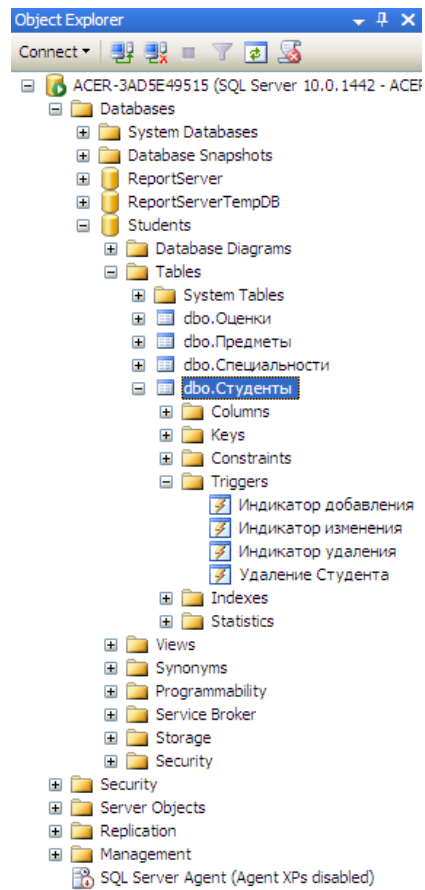 Object Explorer
Connect
ACER-3AD5E49515 (SQL Server 10.0.1442 - ACER
Databases
System Databases
Database Snapshots
ReportServer
ReportServerTempDB
Students
Database Diagrams
Tables
System Tables
dbo.Оценки
dbo.Предметы
dbo.Специальности
dbo.Студенты
Columns
Keys
Constraints
Triggers
Индикатор добавления
Индикатор изменения
Индикатор удаления
Удаление Студента
Indexes
Statistics
Views
Synonyms
Programmability
Service Broker
Storage
Security
Security
Server Objects
Replication
Management
SQL Server Agent (Agent XPs disabled)